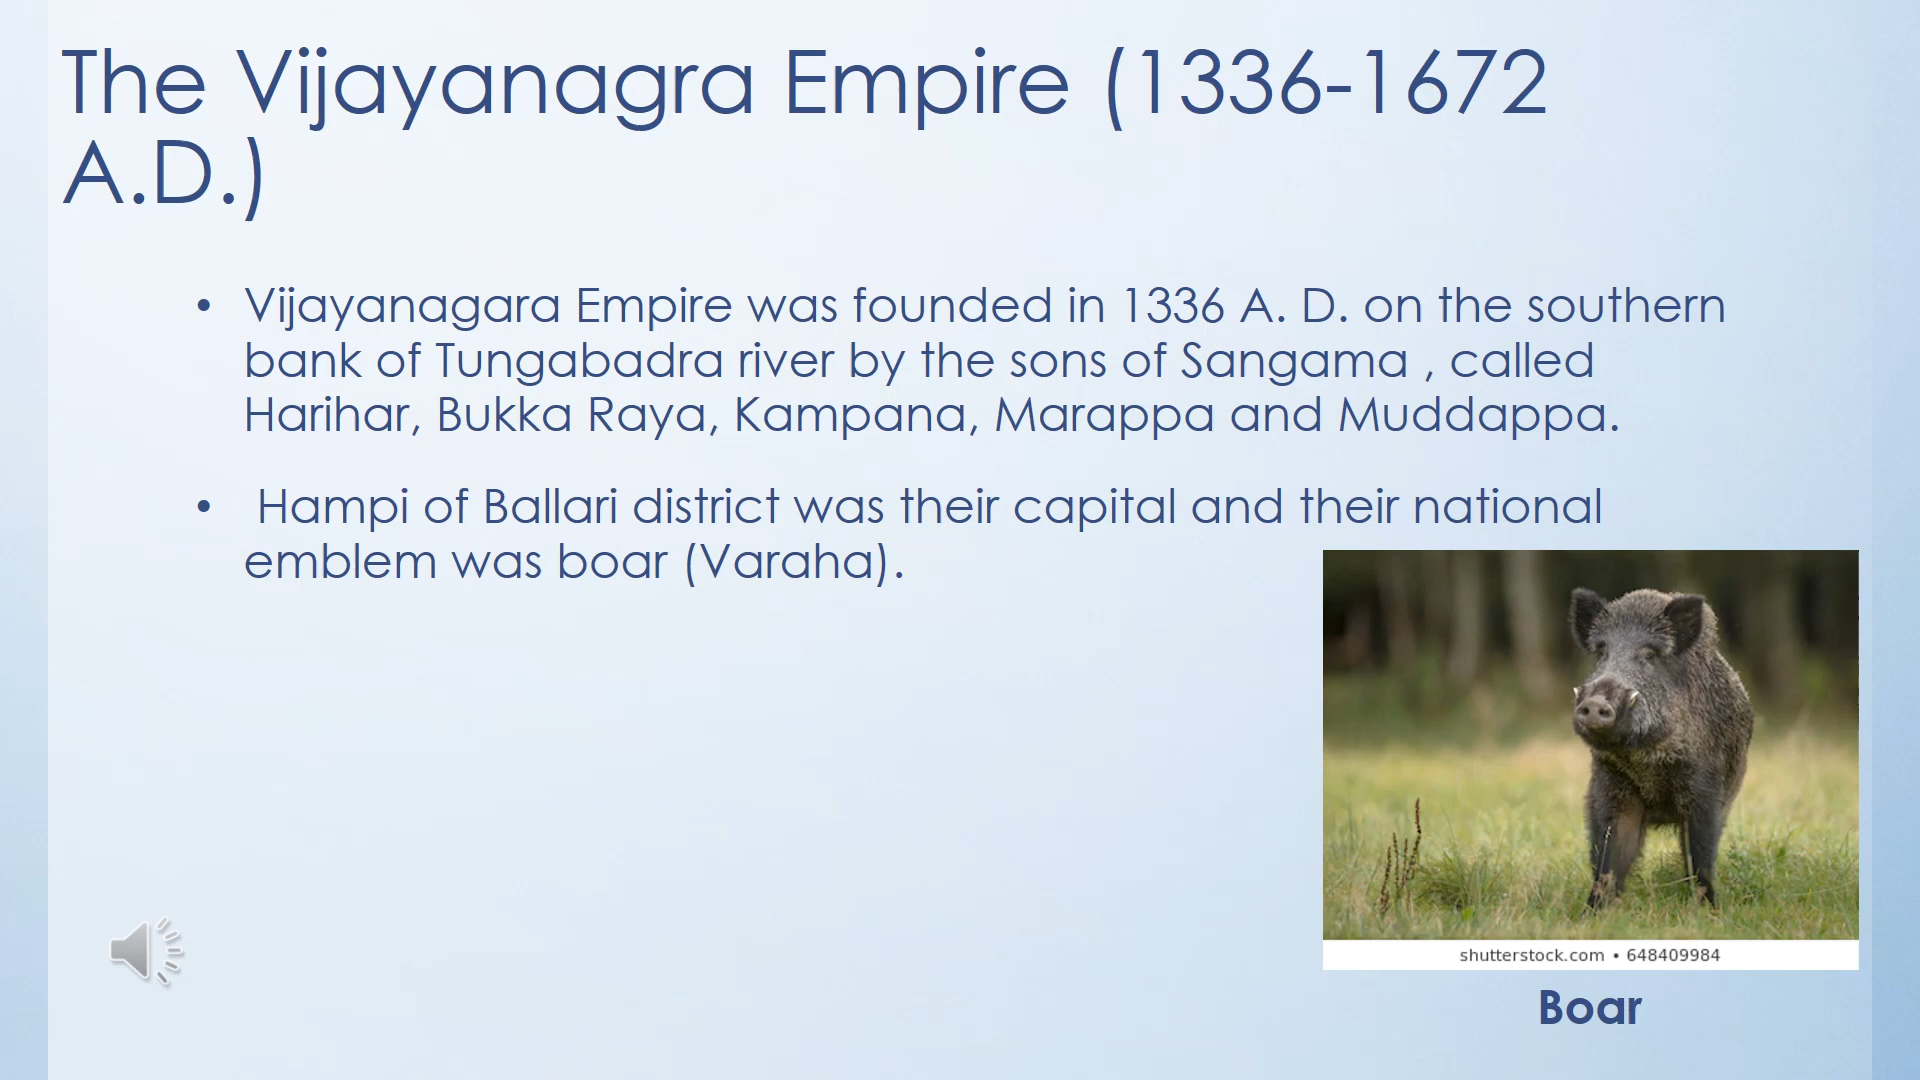 The Vijayanagra Empire (1336-1672
A.D.)
• Vijayanagara Empire was founded in 1336 A. D. on the southern
bank of Tungabadra river by the sons of Sangama , called
Harihar, Bukka Raya, Kampana, Marappa and Muddappa.
• Hampi of Ballari district was their capital and their national
emblem was boar (Varaha).
shutterstock.com • 648409984
Boar